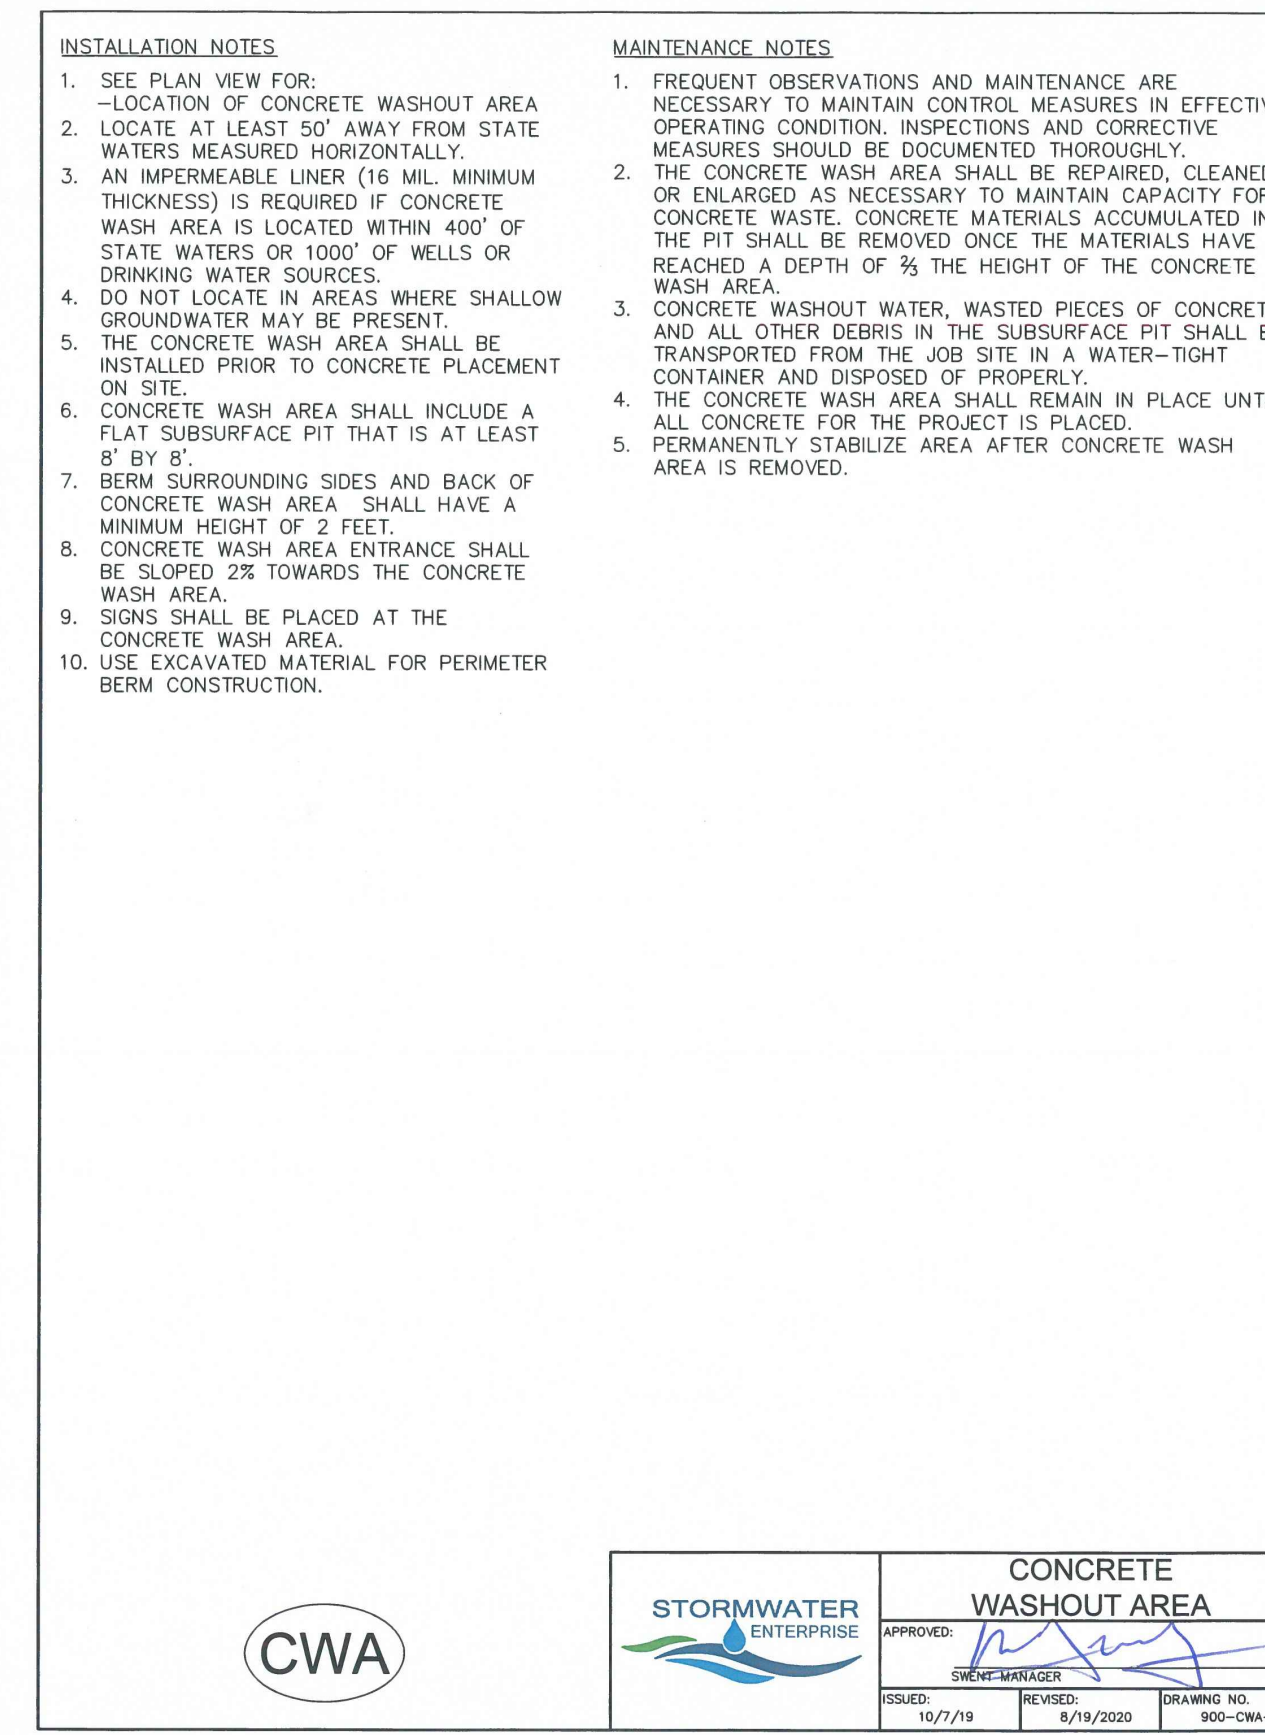 INSTALLATION NOTES
1. SEE PLAN VIEW FOR:
-LOCATION OF CONCRETE WASHOUT AREA
2. LOCATE AT LEAST 50' AWAY FROM STATE
WATERS MEASURED HORIZONTALLY.
3. AN IMPERMEABLE LINER (16 MIL. MINIMUM
THICKNESS) IS REQUIRED IF CONCRETE
WASH AREA IS LOCATED WITHIN 400' OF
STATE WATERS OR 1000' OF WELLS OR
DRINKING WATER SOURCES.
4. DO NOT LOCATE IN AREAS WHERE SHALLOW
GROUNDWATER MAY BE PRESENT.
5. THE CONCRETE WASH AREA SHALL BE
INSTALLED PRIOR TO CONCRETE PLACEMENT
ON SITE.
6. CONCRETE WASH AREA SHALL INCLUDE A
FLAT SUBSURFACE PIT THAT IS AT LEAST
8' BY 8'.
7. BERM SURROUNDING SIDES AND BACK OF
CONCRETE WASH AREA SHALL HAVE A
MINIMUM HEIGHT OF 2 FEET.
8. CONCRETE WASH AREA ENTRANCE SHALL
BE SLOPED 2% TOWARDS THE CONCRETE
WASH AREA.
9. SIGNS SHALL BE PLACED AT THE
CONCRETE WASH AREA.
10. USE EXCAVATED MATERIAL FOR PERIMETER
BERM CONSTRUCTION.
MAINTENANCE NOTES
1. FREQUENT OBSERVATIONS AND MAINTENANCE ARE
NECESSARY TO MAINTAIN CONTROL MEASURES IN EFFECTIV
OPERATING CONDITION. INSPECTIONS AND CORRECTIVE
MEASURES SHOULD BE DOCUMENTED THOROUGHLY.
2. THE CONCRETE WASH AREA SHALL BE REPAIRED, CLEANED
OR ENLARGED AS NECESSARY TO MAINTAIN CAPACITY FOR
CONCRETE WASTE. CONCRETE MATERIALS ACCUMULATED IN
THE PIT SHALL BE REMOVED ONCE THE MATERIALS HAVE
REACHED A DEPTH OF ⅔ THE HEIGHT OF THE CONCRETE
WASH AREA.
3. CONCRETE WASHOUT WATER, WASTED PIECES OF CONCRET
AND ALL OTHER DEBRIS IN THE SUBSURFACE PIT SHALL B
TRANSPORTED FROM THE JOB SITE IN A WATER-TIGHT
CONTAINER AND DISPOSED OF PROPERLY.
4. THE CONCRETE WASH AREA SHALL REMAIN IN PLACE UNT
ALL CONCRETE FOR THE PROJECT IS PLACED.
5. PERMANENTLY STABILIZE AREA AFTER CONCRETE WASH
AREA IS REMOVED.
CWA
STORMWATER
ENTERPRISE
CONCRETE
WASHOUT AREA
APPROVED:
SWENT MANAGER
ISSUED:
10/7/19
REVISED:
8/19/2020
DRAWING NO.
900-CWA-